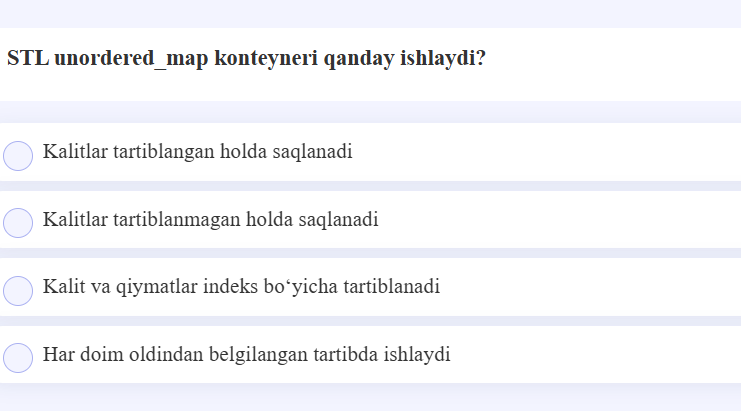 STL unordered_map konteyneri qanday ishlaydi?
Kalitlar tartiblangan holda saqlanadi
Kalitlar tartiblanmagan holda saqlanadi
Kalit va qiymatlar indeks bo‘yicha tartiblanadi
Har doim oldindan belgilangan tartibda ishlaydi